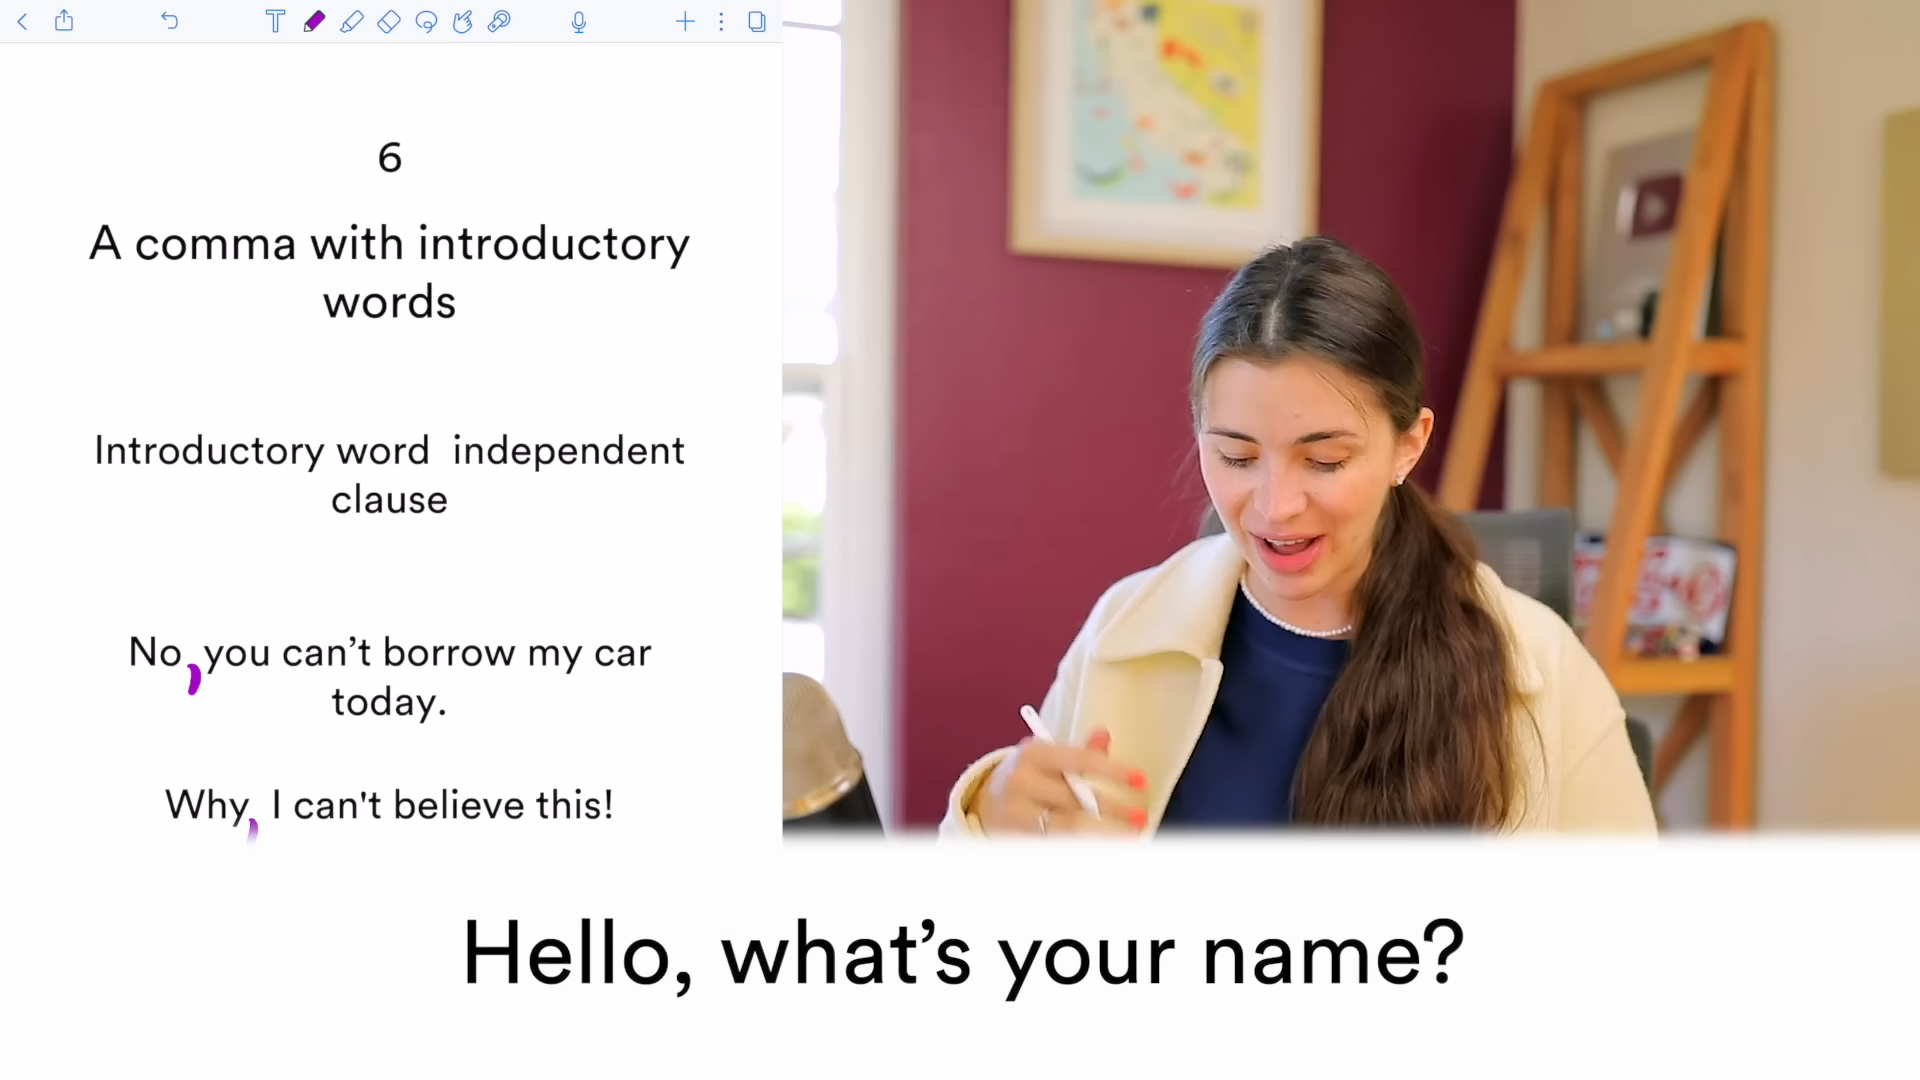 6
A comma with introductory
words
Introductory word independent
clause
No, you can’t borrow my car
today.
Why, I can't believe this!
Hello, what’s your name?